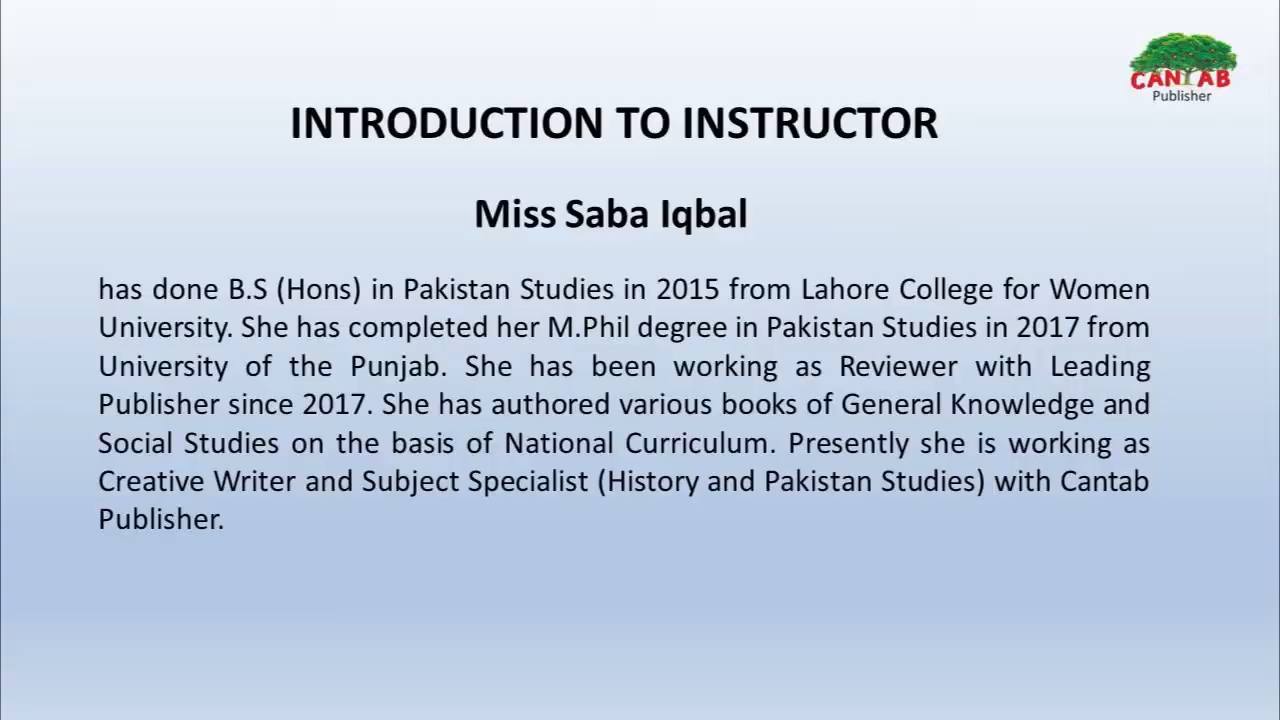 CANTAB
Publisher
INTRODUCTION TO INSTRUCTOR
Miss Saba Iqbal
has done B.S (Hons) in Pakistan Studies in 2015 from Lahore College for Women
University. She has completed her M.Phil degree in Pakistan Studies in 2017 from
University of the Punjab. She has been working as Reviewer with Leading
Publisher since 2017. She has authored various books of General Knowledge and
Social Studies on the basis of National Curriculum. Presently she is working as
Creative Writer and Subject Specialist (History and Pakistan Studies) with Cantab
Publisher.